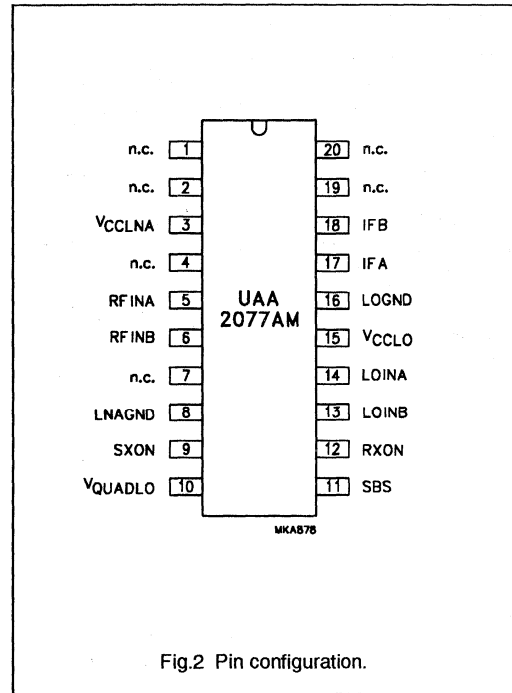 n.c. 1 20 n.c.
n.c. 2 19 n.c.
VCCLNA 3 18 IFB
n.c. 4 17 IFA
RFINA 5 16 LOGND
UAA
2077AM
RFINB 6 15 VCCLO
n.c. 7 14 LOINA
LNAGND 8 13 LOINB
SXON 9 12 RXON
VQUADLO 10 11 SBS
MKA878
Fig.2 Pin configuration.